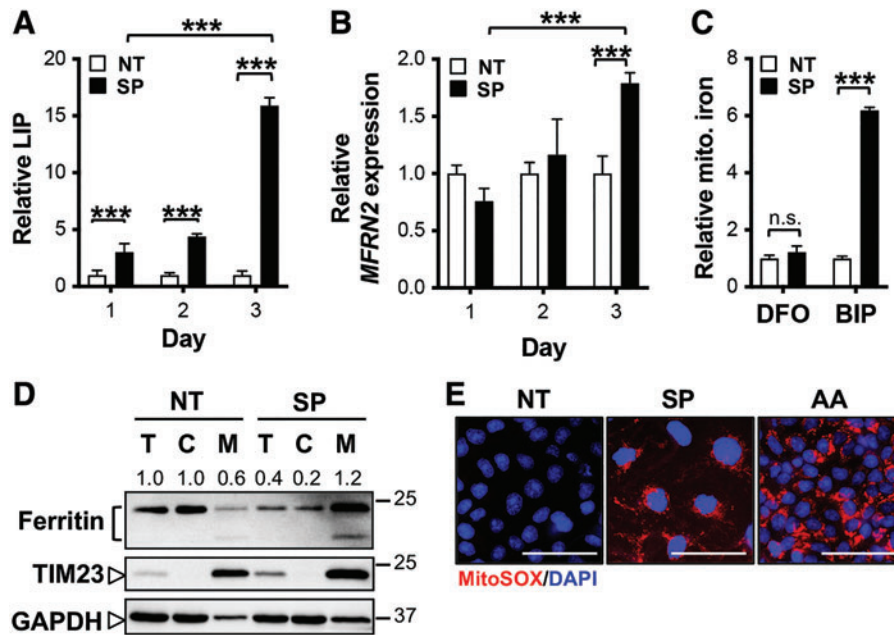 A
***
NT
SP
***
***
***
Relative LIP
20
15
10
5
0
1
2
3
Day
B
***
NT
SP
***
Relative
MFRN2 expression
2.0
1.5
1.0
0.5
0.0
1
2
3
Day
C
NT
SP
***
n.s.
Relative mito. iron
8
6
4
2
0
DFO
BIP
D
NT
SP
T C M T C M
1.0 1.0 0.6 0.4 0.2 1.2
Ferritin
25
TIM23
25
GAPDH
37
E
NT
SP
AA
MitoSOX/DAPI